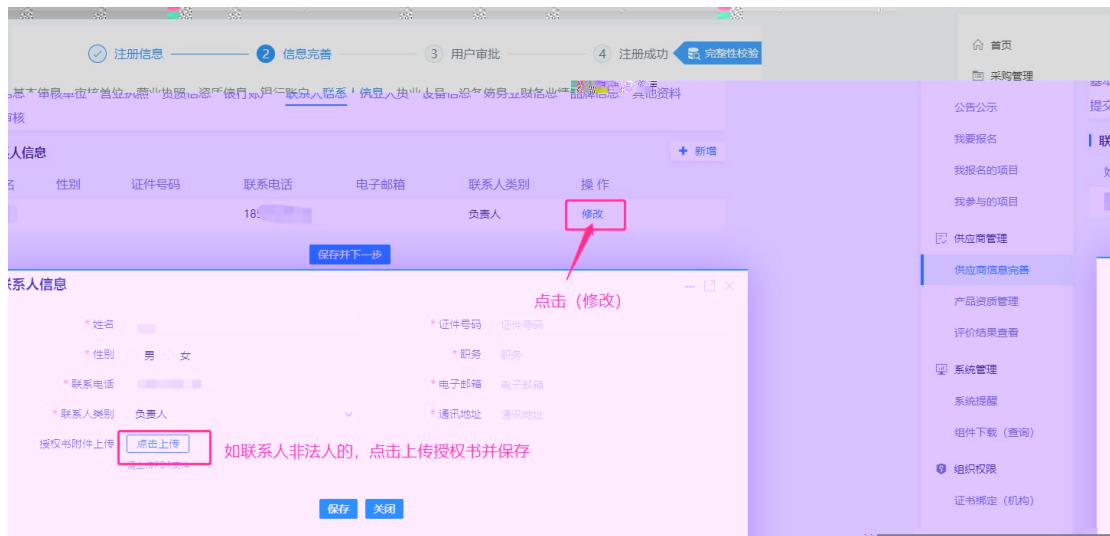 注册信息
2 信息完善
3 用户审批
4 注册成功
完整性校验
其他资料
人信息
+ 新增
性别 证件号码 联系电话 电子邮箱 联系人类别 操作
负责人 修改
保存并下一步
系人信息
点击（修改）
* 姓名
* 证件号码 证件号码
* 性别 男 女
* 职务 职务
* 联系电话
* 电子邮箱 电子邮箱
* 联系人类别 负责人
* 通讯地址 通讯地址
授权书附件上传 点击上传
如联系人非法人的，点击上传授权书并保存
保存 关闭
首页
采购管理
公告公示
我要报名
我报名的项目
我参与的项目
供应商管理
供应商信息完善
产品资质管理
评价结果查看
系统管理
系统提醒
组件下载（查询）
组织权限
证书绑定（机构）
提交